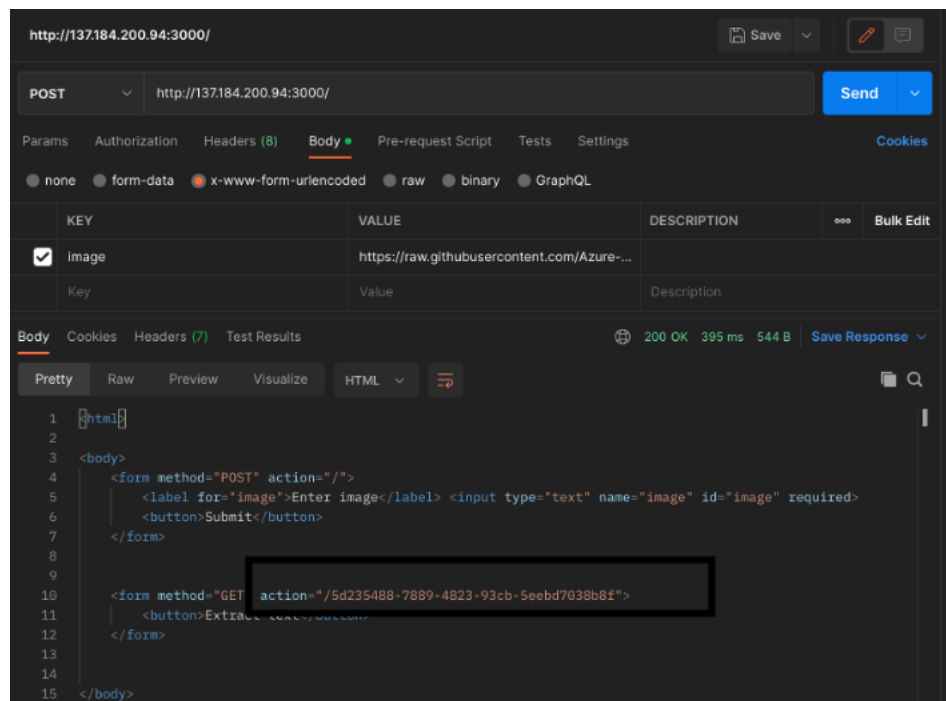 http://137.184.200.94:3000/ Save
POST http://137.184.200.94:3000/ Send
Params Authorization Headers (8) Body Pre-request Script Tests Settings Cookies
none form-data x-www-form-urlencoded raw binary GraphQL
KEY VALUE DESCRIPTION ooo Bulk Edit
image https://raw.githubusercontent.com/Azure-...
Key Value Description
Body Cookies Headers (7) Test Results 200 OK 395 ms 544 B Save Response
Pretty Raw Preview Visualize HTML
1 <html>
2
3 <body>
4 <form method="POST" action="/">
5 <label for="image">Enter image</label> <input type="text" name="image" id="image" required>
6 <button>Submit</button>
7 </form>
8
9
10 <form method="GET action="/5d235488-7889-4823-93cb-5eebd7038b8f">
11 <button>Extract text</button>
12 </form>
13
14
15 </body>